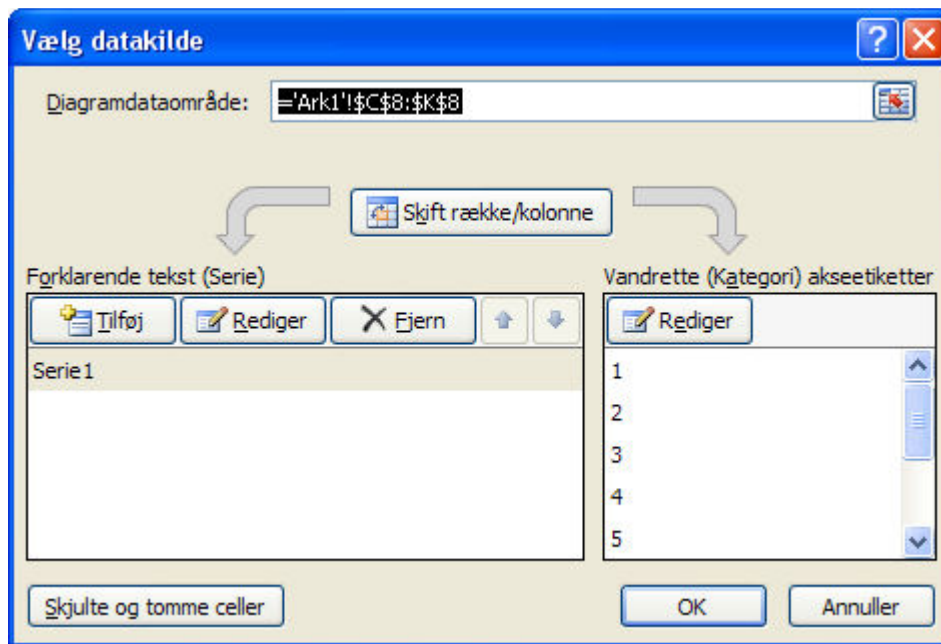 Vælg datakilde
Diagramdataområde: ='Ark1'!$C$8:$K$8
Skift række/kolonne
Forklarende tekst (Serie)
Tilføj Rediger Fjern
Serie1
Vandrette (Kategori) akseetiketter
Rediger
1
2
3
4
5
Skjulte og tomme celler
OK Annuller